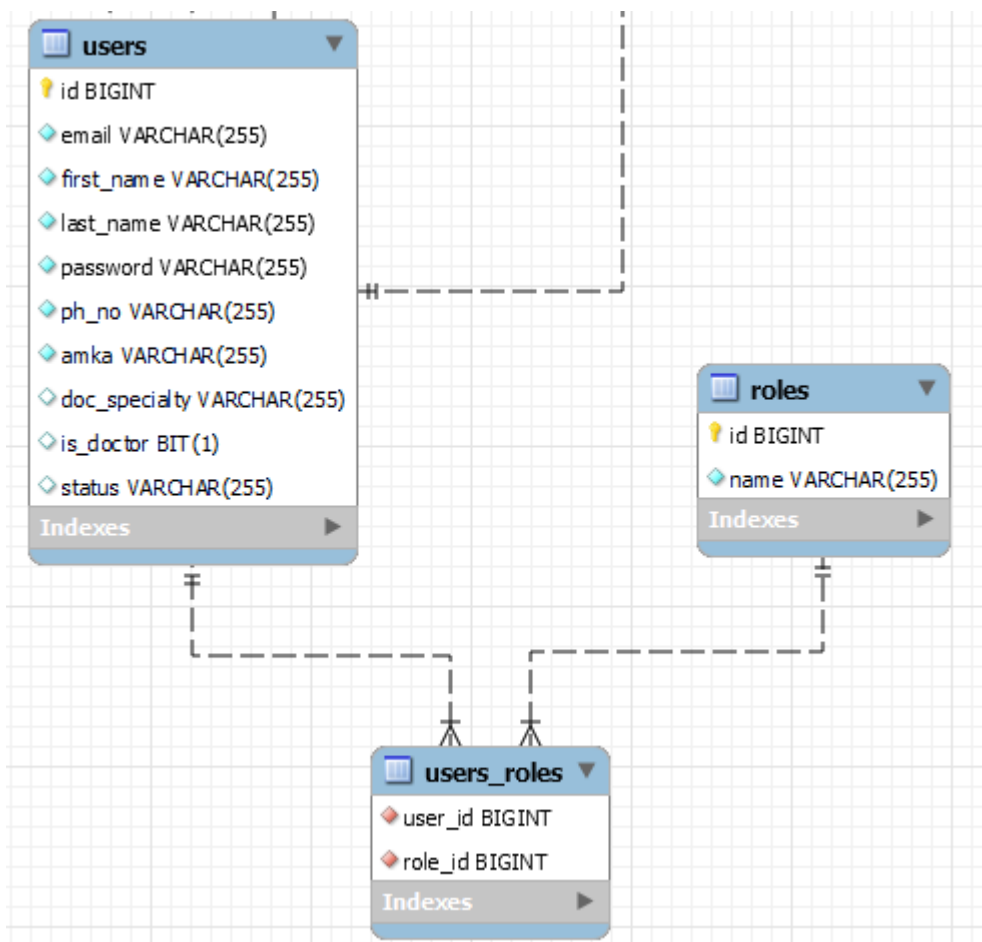 users
id BIGINT
email VARCHAR(255)
first_name VARCHAR(255)
last_name VARCHAR(255)
password VARCHAR(255)
ph_no VARCHAR(255)
amka VARCHAR(255)
doc_specialty VARCHAR(255)
is_doctor BIT(1)
status VARCHAR(255)
Indexes
roles
id BIGINT
name VARCHAR(255)
Indexes
users_roles
user_id BIGINT
role_id BIGINT
Indexes